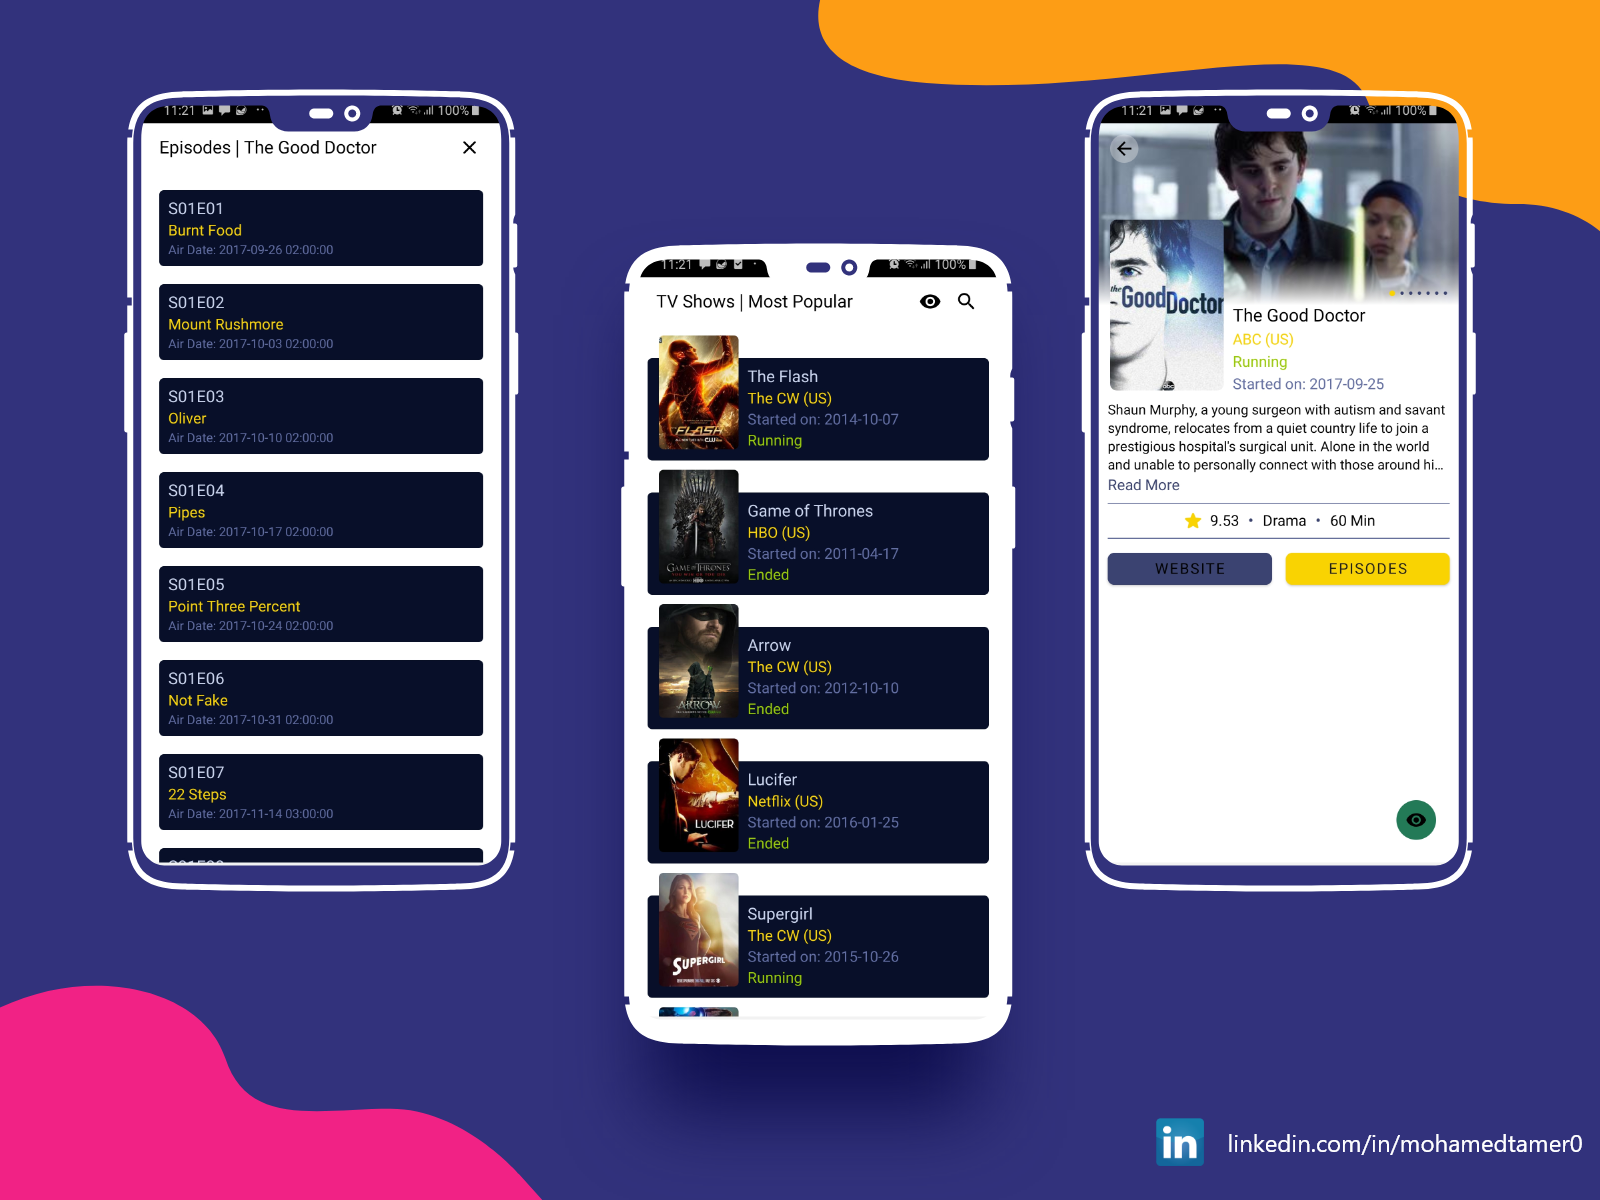 11:21
100%
Episodes | The Good Doctor
S01E01
Burnt Food
Air Date: 2017-09-26 02:00:00
S01E02
Mount Rushmore
Air Date: 2017-10-03 02:00:00
S01E03
Oliver
Air Date: 2017-10-10 02:00:00
S01E04
Pipes
Air Date: 2017-10-17 02:00:00
S01E05
Point Three Percent
Air Date: 2017-10-24 02:00:00
S01E06
Not Fake
Air Date: 2017-10-31 02:00:00
S01E07
22 Steps
Air Date: 2017-11-14 03:00:00
11:21
100%
TV Shows | Most Popular
FLASH
The Flash
The CW (US)
Started on: 2014-10-07
Running
GAME OF THRONES
Game of Thrones
HBO (US)
Started on: 2011-04-17
Ended
ARROW
Arrow
The CW (US)
Started on: 2012-10-10
Ended
LUCIFER
Lucifer
Netflix (US)
Started on: 2016-01-25
Ended
SUPERGIRL
Supergirl
The CW (US)
Started on: 2015-10-26
Running
11:21
100%
the
Good Doctor
abc
The Good Doctor
ABC (US)
Running
Started on: 2017-09-25
Shaun Murphy, a young surgeon with autism and savant
syndrome, relocates from a quiet country life to join a
prestigious hospital's surgical unit. Alone in the world
and unable to personally connect with those around hi...
Read More
9.53 • Drama • 60 Min
WEBSITE
EPISODES
in
linkedin.com/in/mohamedtamer0